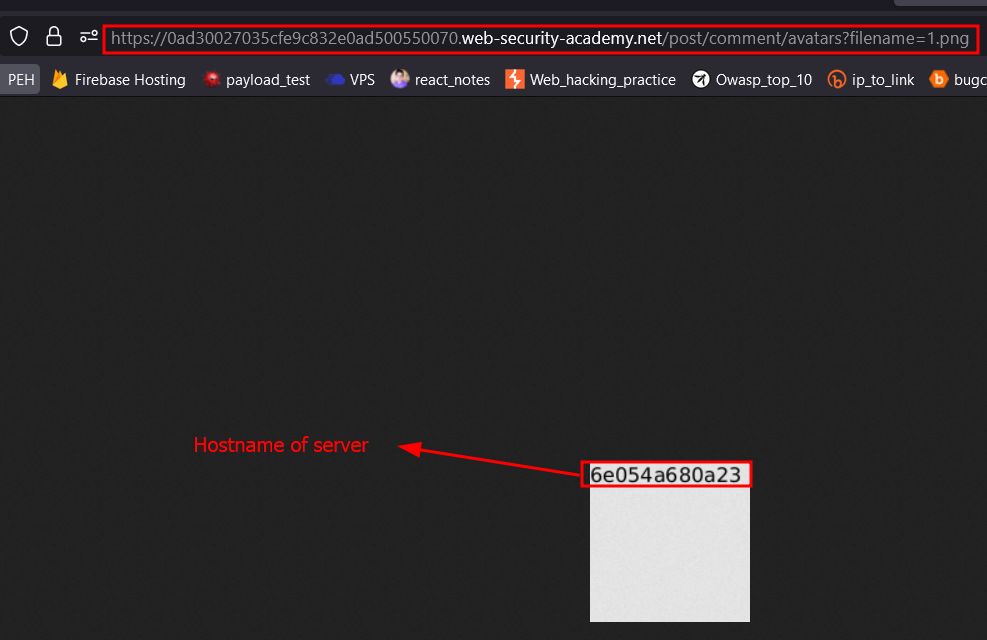 https://0ad30027035cfe9c832e0ad500550070.web-security-academy.net/post/comment/avatars?filename=1.png
PEH Firebase Hosting payload_test VPS react_notes Web_hacking_practice Owasp_top_10 ip_to_link bugc
Hostname of server
6e054a680a23